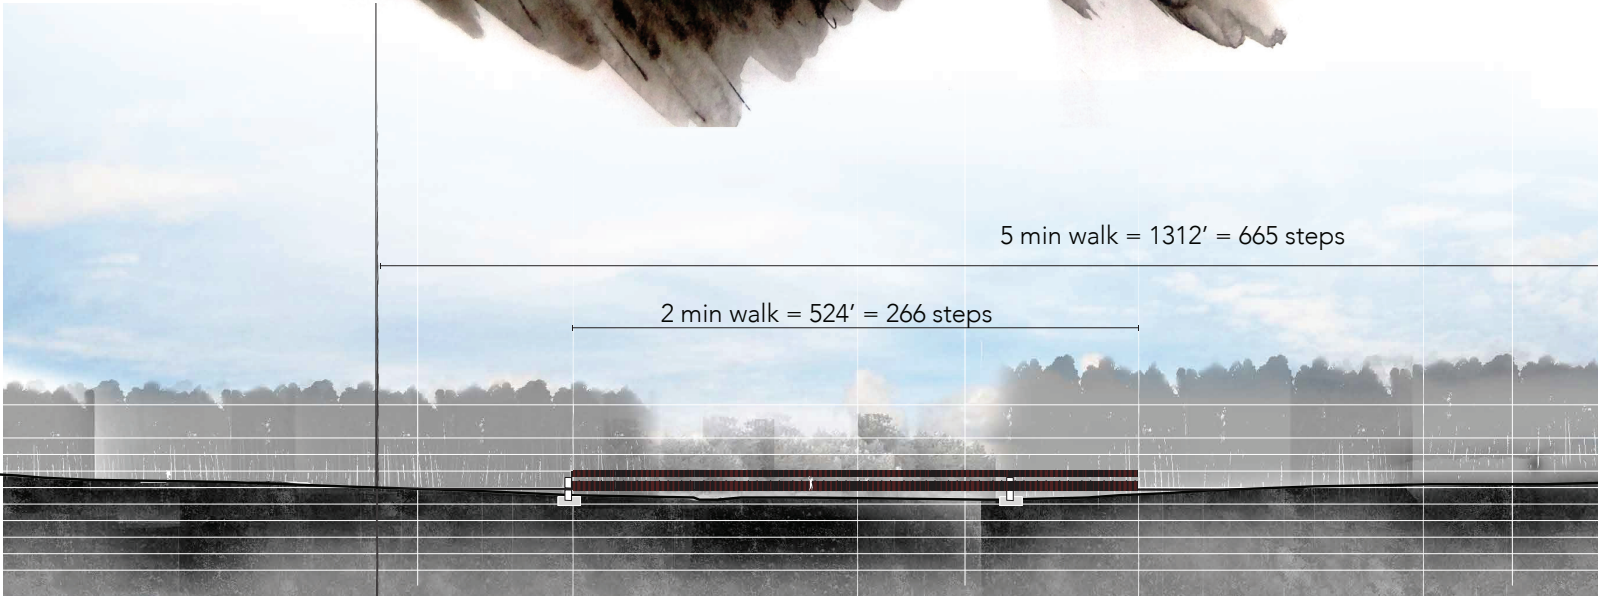 5 min walk = 1312’ = 665 steps
2 min walk = 524’ = 266 steps